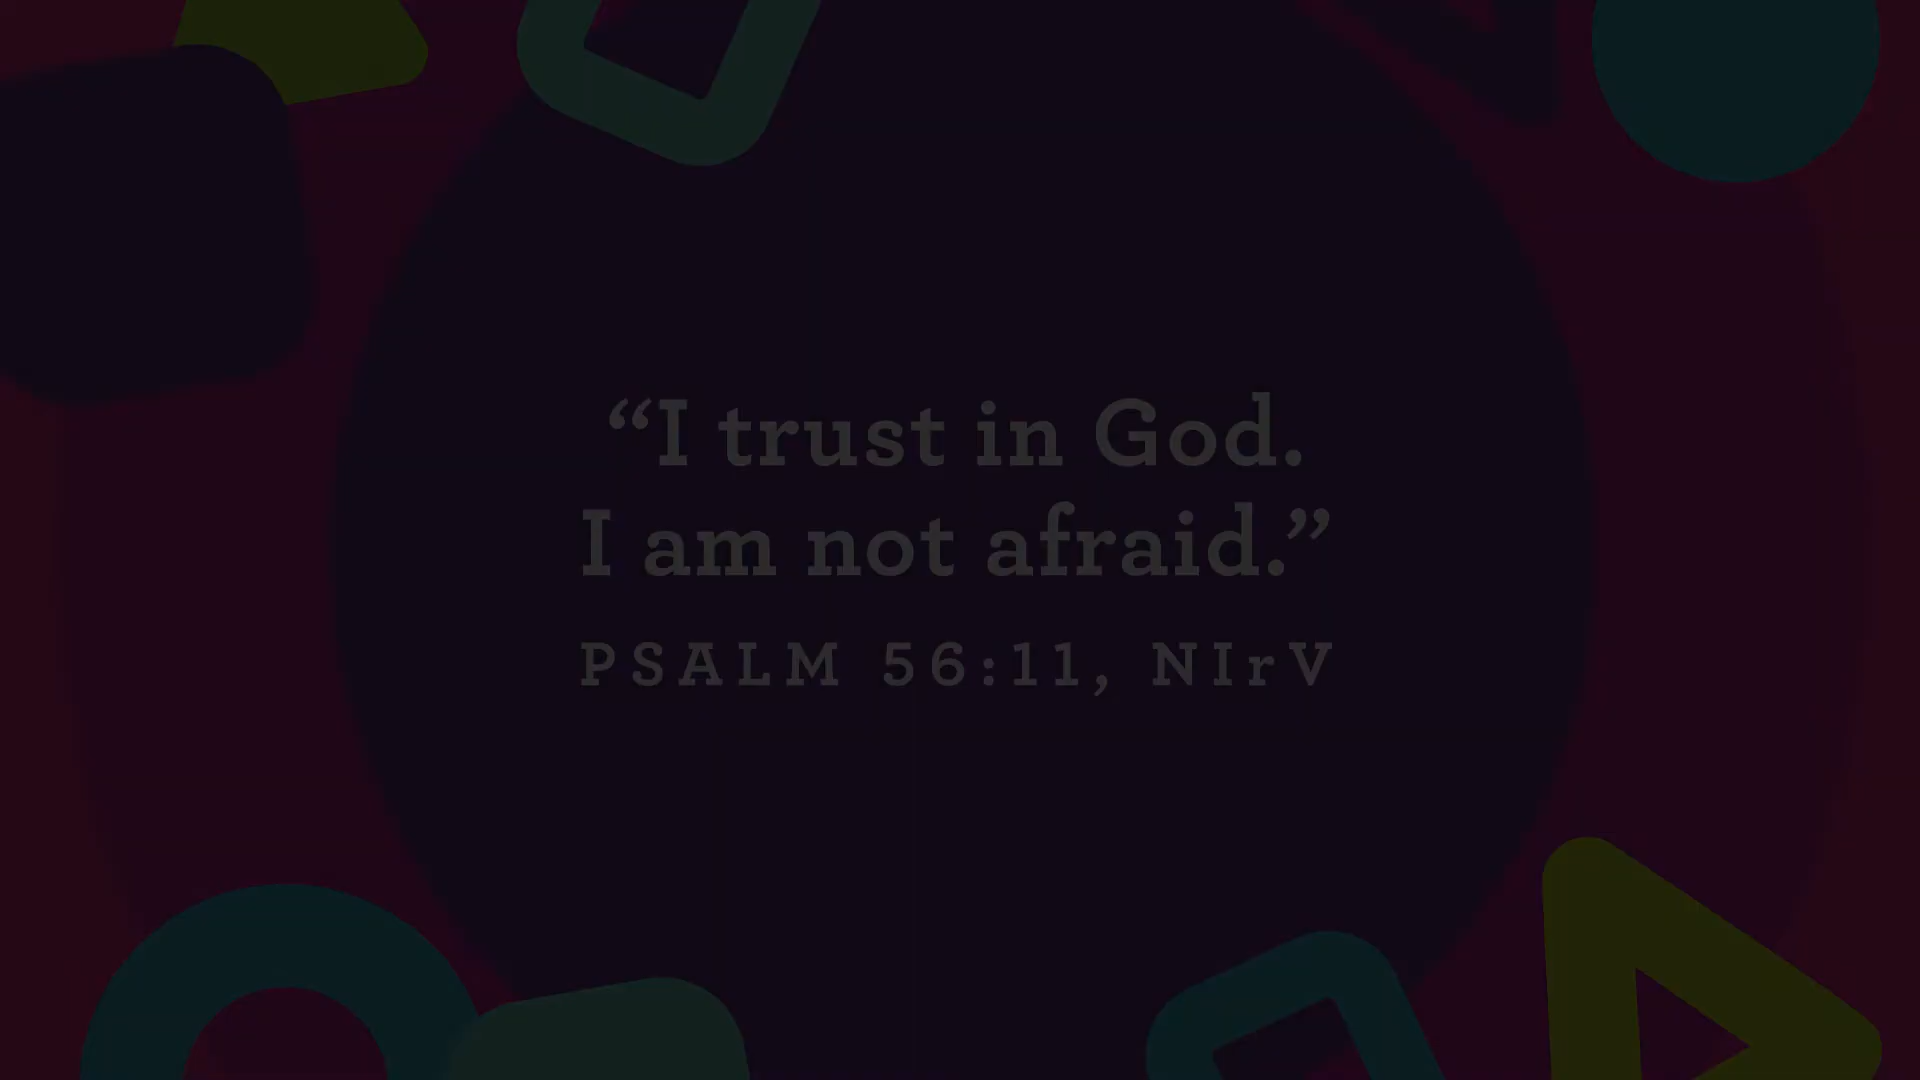 “I trust in God.
I am not afraid.”
PSALM 56:11, NIrV